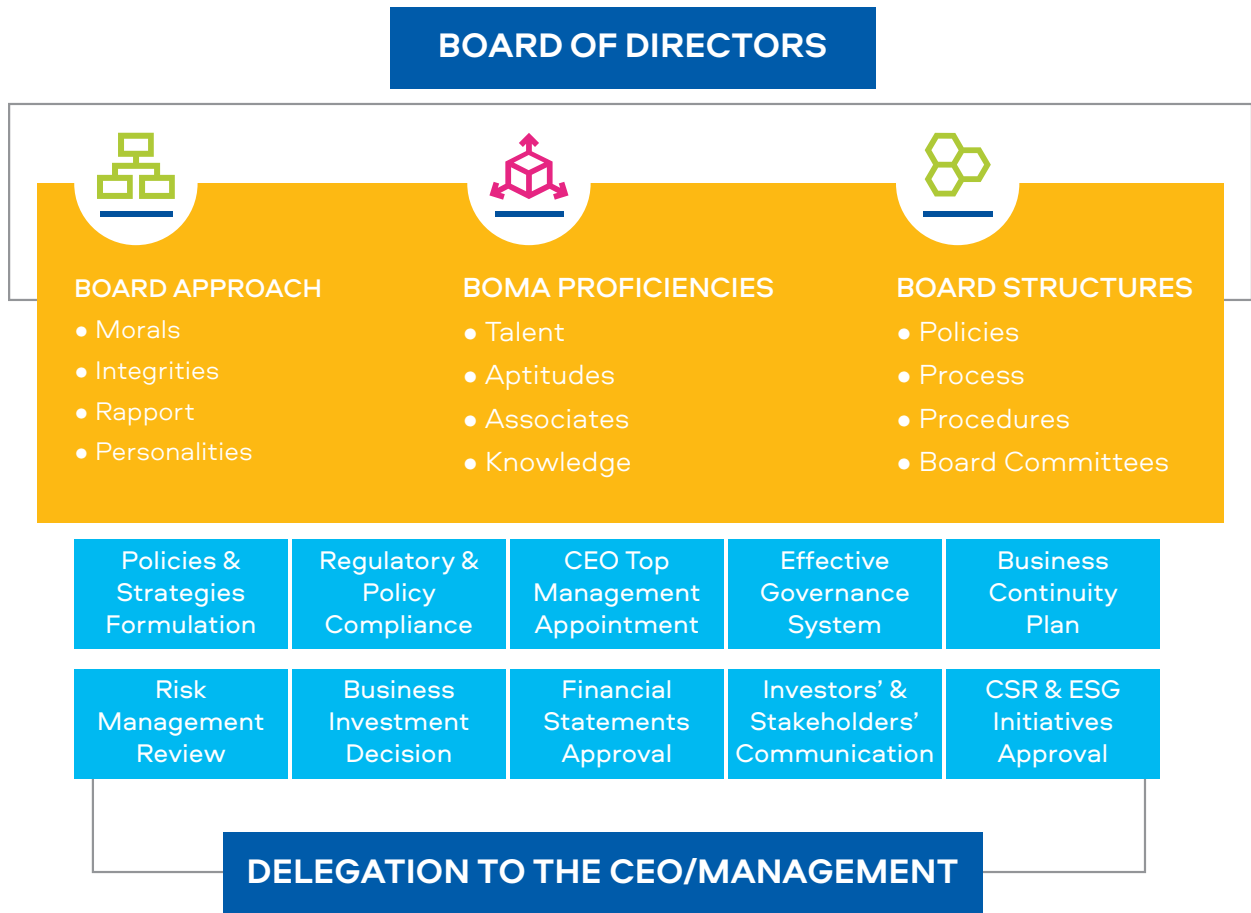 BOARD OF DIRECTORS
BOARD APPROACH
• Morals
• Integrities
• Rapport
• Personalities
BOMA PROFICIENCIES
• Talent
• Aptitudes
• Associates
• Knowledge
BOARD STRUCTURES
• Policies
• Process
• Procedures
• Board Committees
Policies &
Strategies
Formulation
Regulatory &
Policy
Compliance
CEO Top
Management
Appointment
Effective
Governance
System
Business
Continuity
Plan
Risk
Management
Review
Business
Investment
Decision
Financial
Statements
Approval
Investors’ &
Stakeholders’
Communication
CSR & ESG
Initiatives
Approval
DELEGATION TO THE CEO/MANAGEMENT